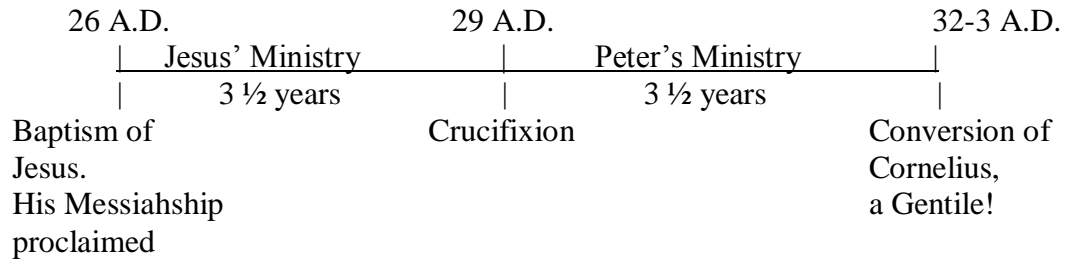 26 A.D. 29 A.D. 32-3 A.D.
| Jesus’ Ministry | Peter’s Ministry |
| 3 ½ years | 3 ½ years |
Baptism of Crucifixion Conversion of
Jesus. Cornelius,
His Messiahship a Gentile!
proclaimed